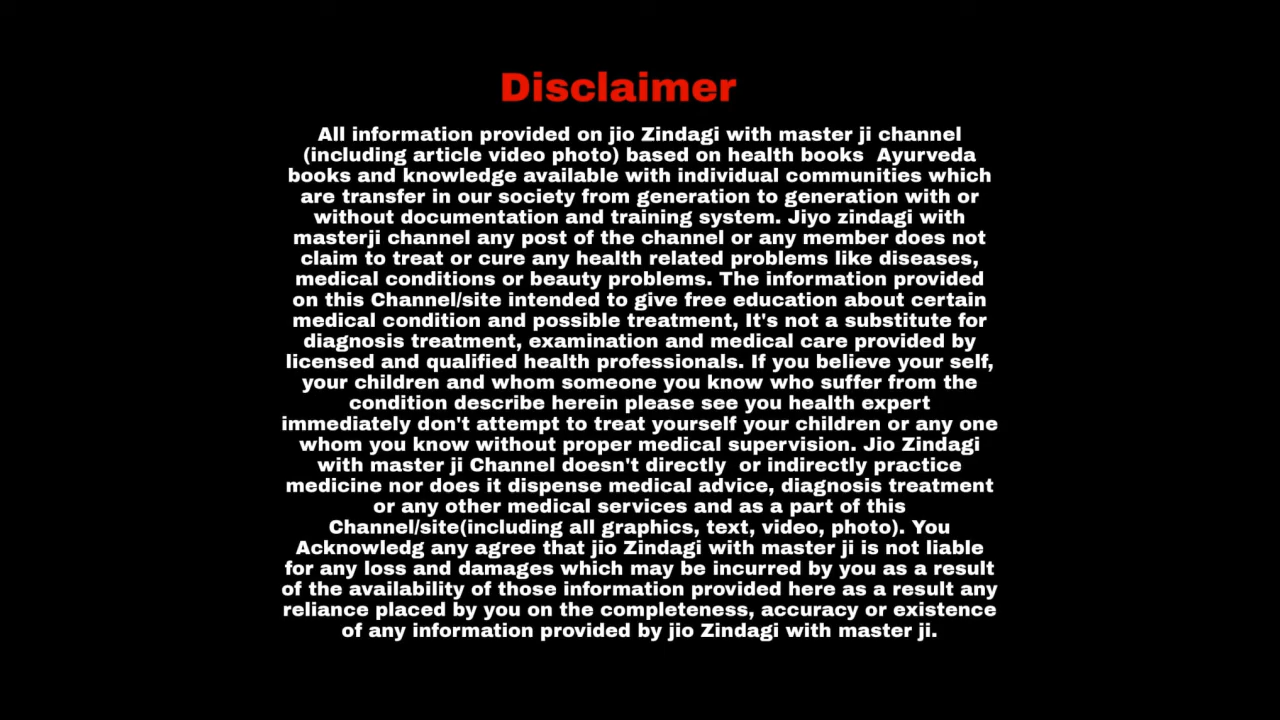 Disclaimer
All information provided on jio Zindagi with master ji channel
(including article video photo) based on health books  Ayurveda
books and knowledge available with individual communities which
are transfer in our society from generation to generation with or
without documentation and training system. Jiyo zindagi with
masterji channel any post of the channel or any member does not
claim to treat or cure any health related problems like diseases,
medical conditions or beauty problems. The information provided
on this Channel/site intended to give free education about certain
medical condition and possible treatment, It's not a substitute for
diagnosis treatment, examination and medical care provided by
licensed and qualified health professionals. If you believe your self,
your children and whom someone you know who suffer from the
condition describe herein please see you health expert
immediately don't attempt to treat yourself your children or any one
whom you know without proper medical supervision. Jio Zindagi
with master ji Channel doesn't directly  or indirectly practice
medicine nor does it dispense medical advice, diagnosis treatment
or any other medical services and as a part of this
Channel/site(including all graphics, text, video, photo). You
Acknowledg any agree that jio Zindagi with master ji is not liable
for any loss and damages which may be incurred by you as a result
of the availability of those information provided here as a result any
reliance placed by you on the completeness, accuracy or existence
of any information provided by jio Zindagi with master ji.